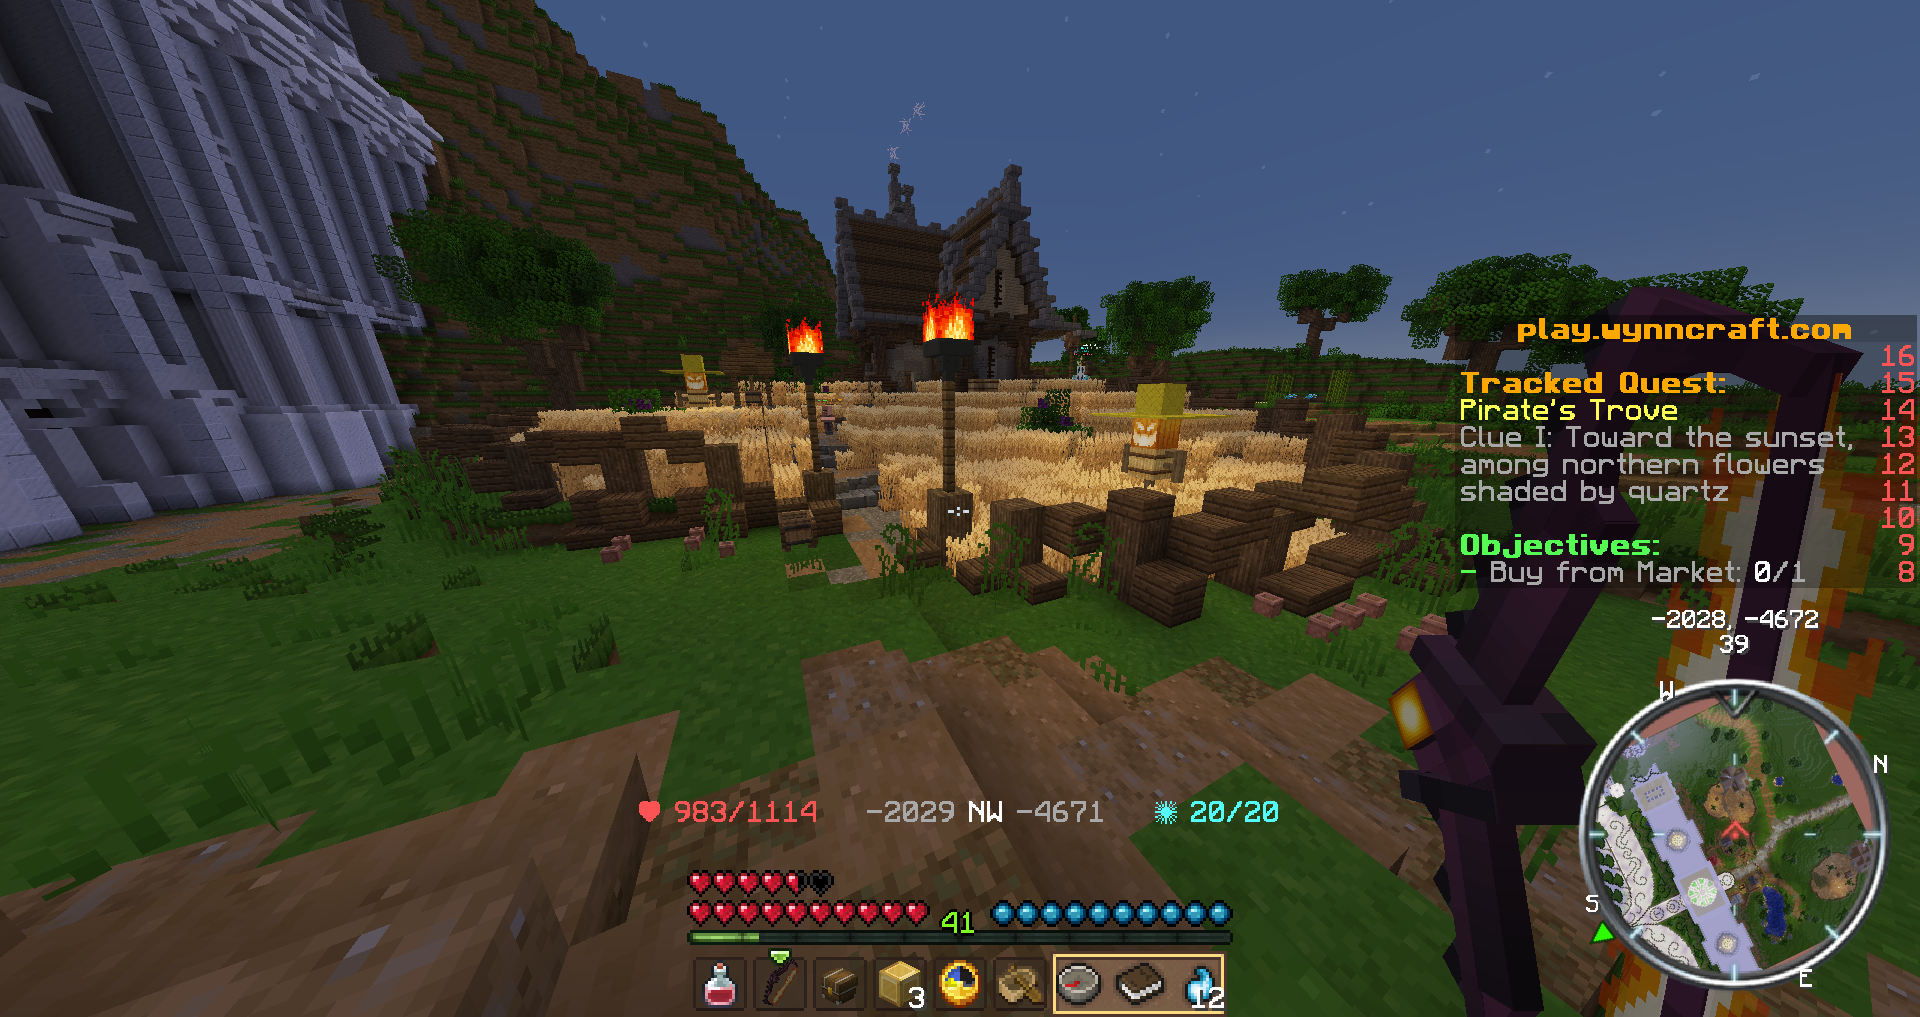 play.wynncraft.com
16
Tracked Quest: 15
Pirate's Trove 14
Clue I: Toward the sunset, 13
among northern flowers 12
shaded by quartz 11
10
Objectives: 9
- Buy from Market: 0/1 8
-2028, -4672
39
W
N
S
E
983/1114 -2029 NW -4671 20/20
41
3
12